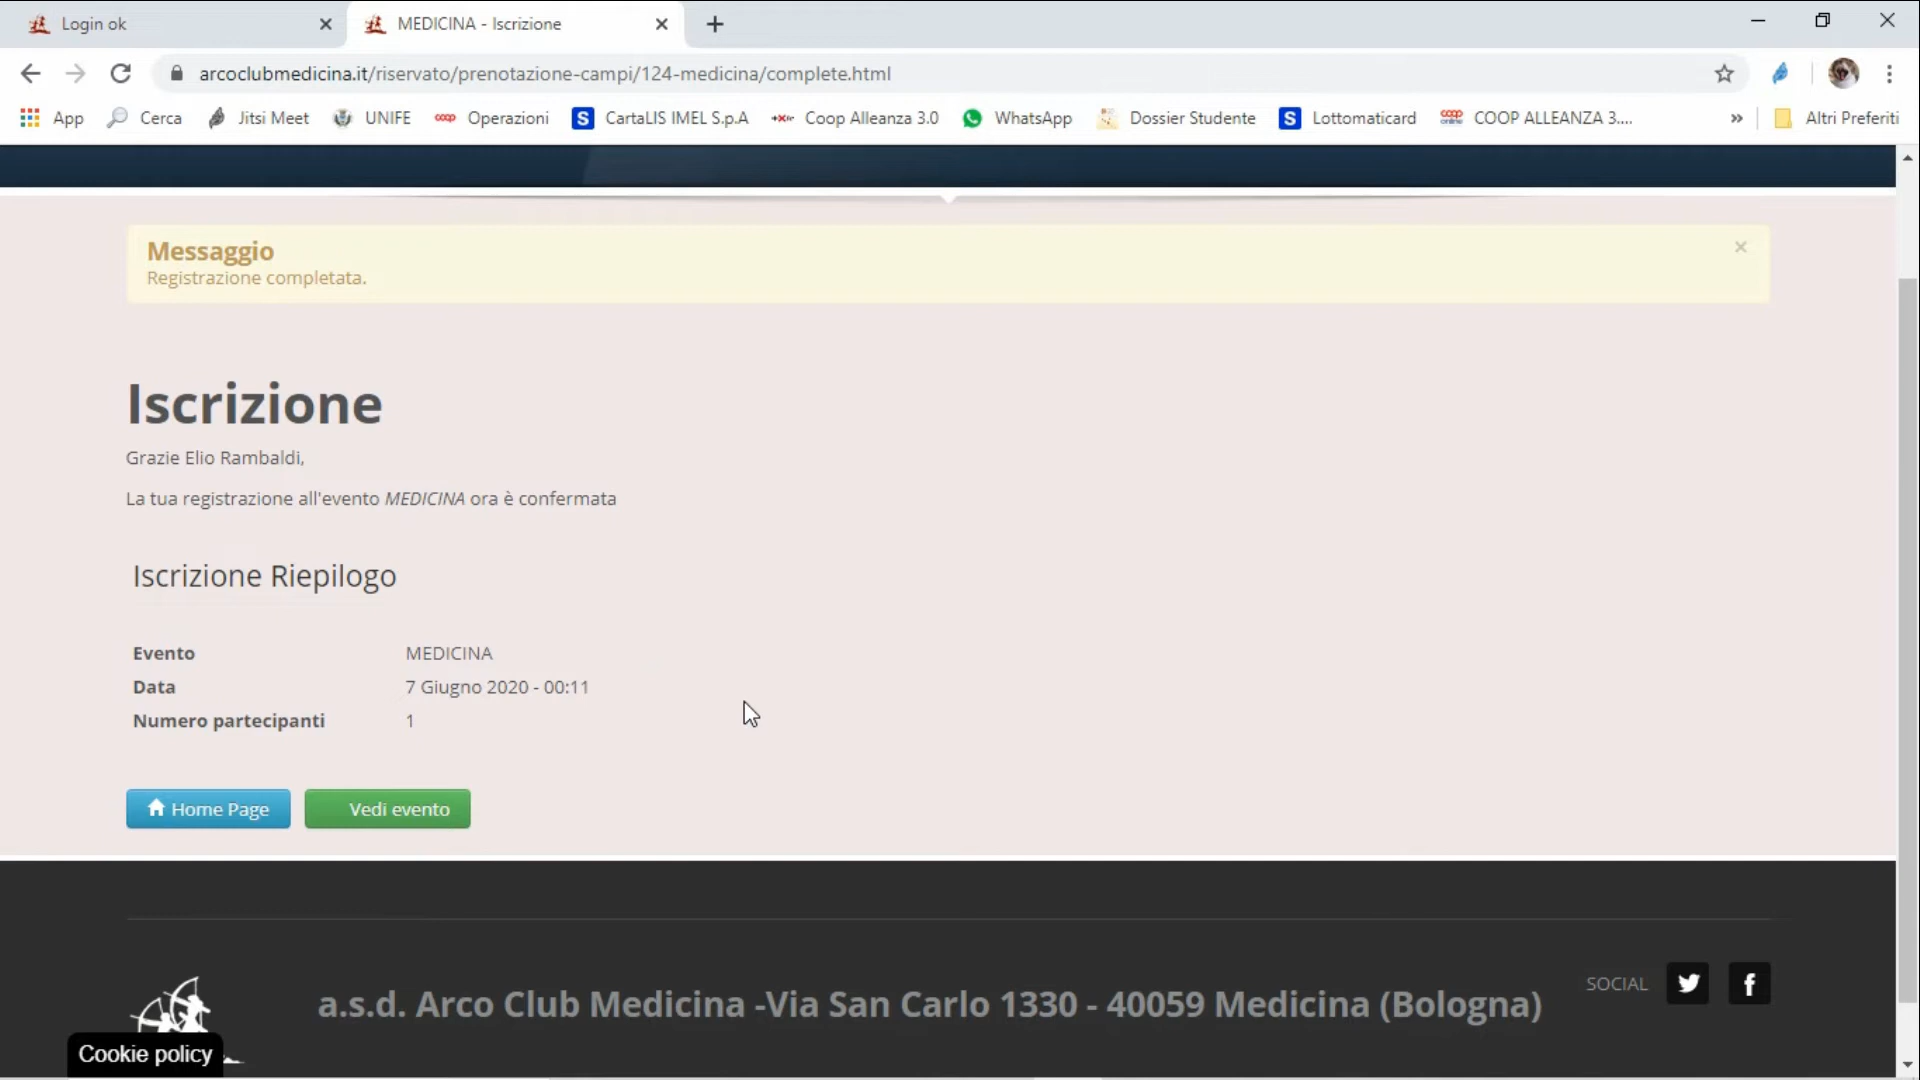 Login ok
MEDICINA - Iscrizione
arcoclubmedicina.it/riservato/prenotazione-campi/124-medicina/complete.html
App Cerca Jitsi Meet UNIFE Operazioni CartaLIS IMEL S.p.A Coop Alleanza 3.0 WhatsApp Dossier Studente Lottomaticard COOP ALLEANZA 3.... » Altri Preferiti
Messaggio
Registrazione completata.
Iscrizione
Grazie Elio Rambaldi,
La tua registrazione all'evento MEDICINA ora è confermata
Iscrizione Riepilogo
Evento MEDICINA
Data 7 Giugno 2020 - 00:11
Numero partecipanti 1
Home Page Vedi evento
SOCIAL
a.s.d. Arco Club Medicina -Via San Carlo 1330 - 40059 Medicina (Bologna)
Cookie policy